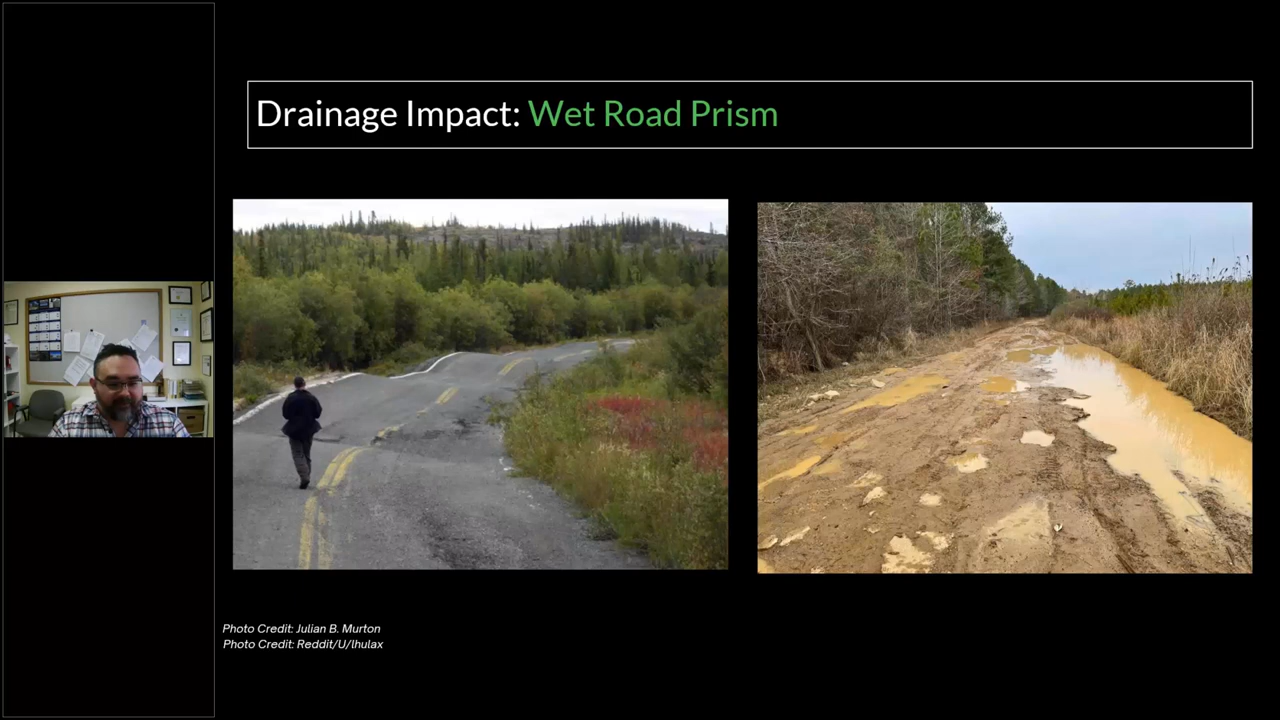 Drainage Impact: Wet Road Prism
Photo Credit: Julian B. Murton
Photo Credit: Reddit/U/lhulax